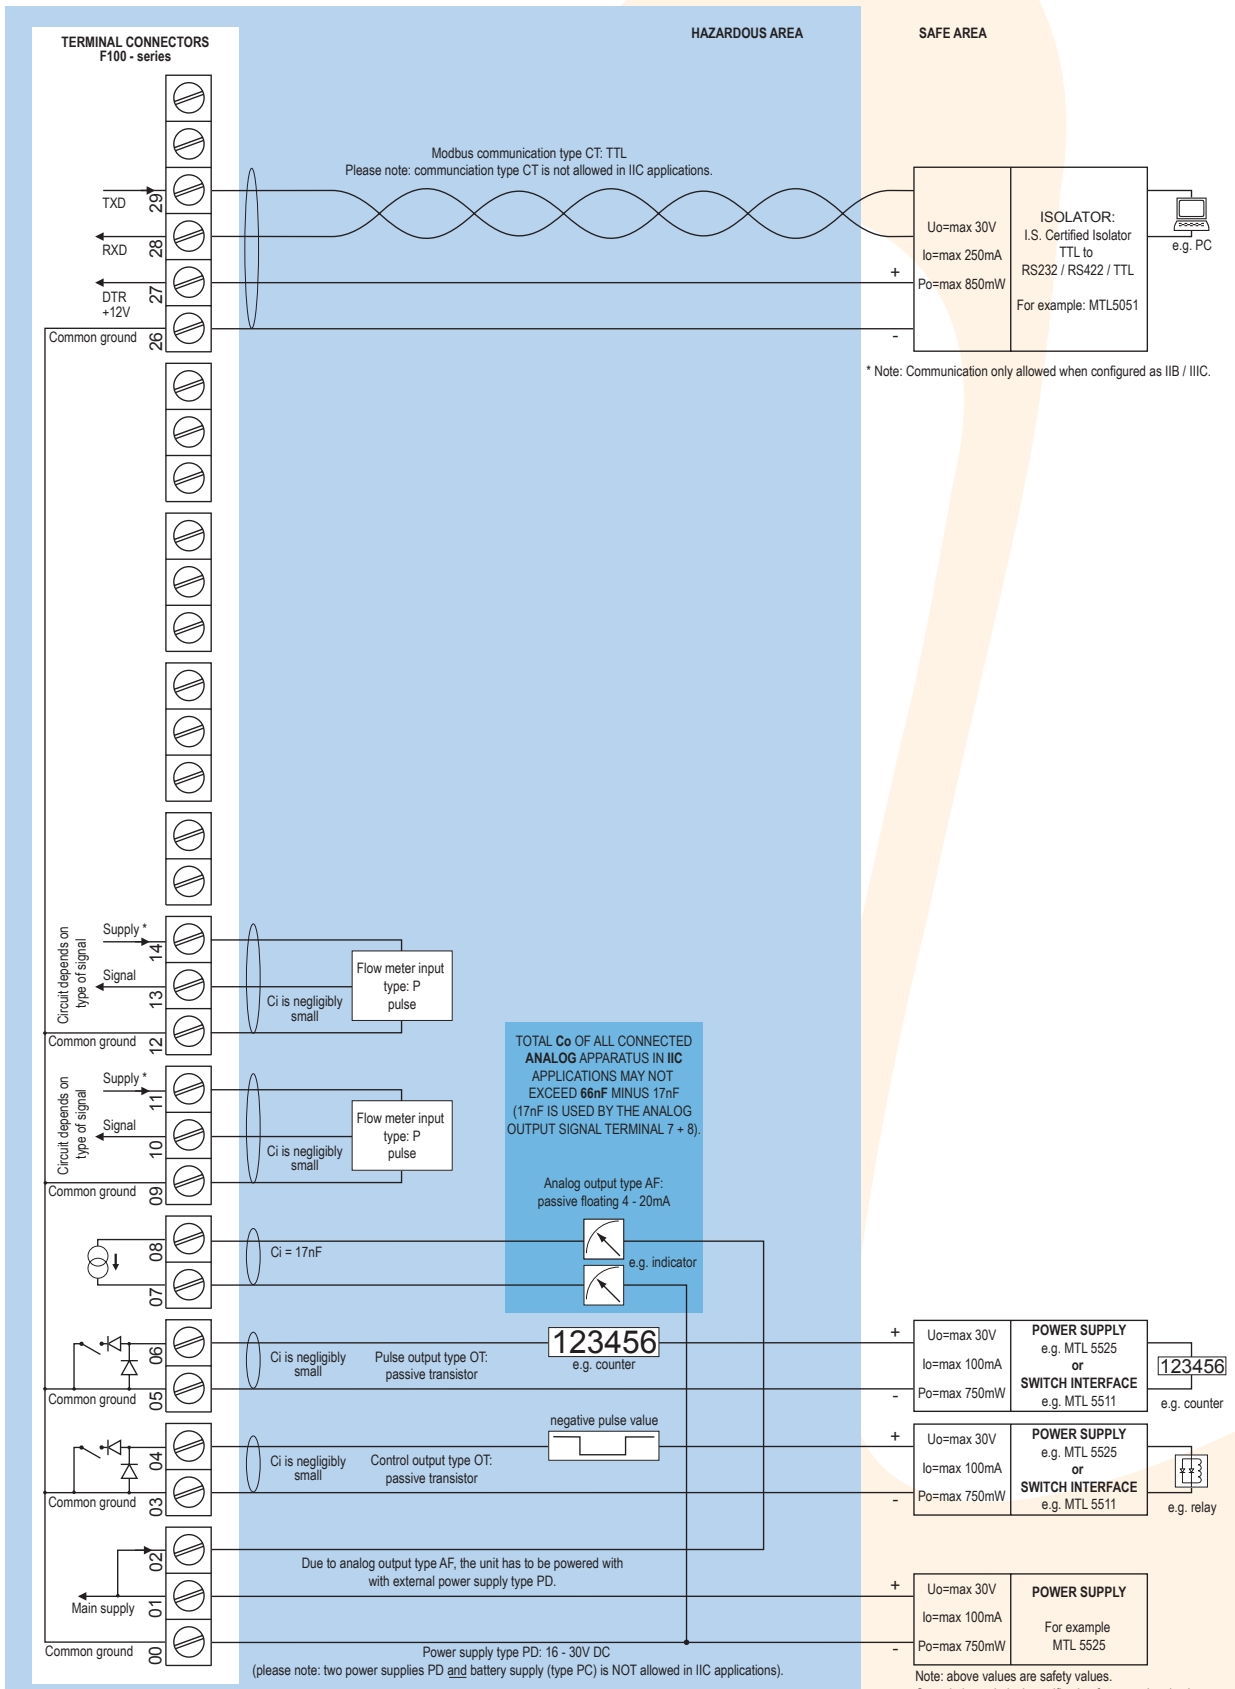 TERMINAL CONNECTORS
F100 - series
HAZARDOUS AREA
SAFE AREA
Modbus communication type CT: TTL
Please note: communciation type CT is not allowed in IIC applications.
TXD
29
RXD
28
DTR
+12V
27
Common ground
26
+
-
Uo=max 30V
Io=max 250mA
Po=max 850mW
ISOLATOR:
I.S. Certified Isolator
TTL to
RS232 / RS422 / TTL
For example: MTL5051
e.g. PC
* Note: Communication only allowed when configured as IIB / IIIC.
Circuit depends on
type of signal
Supply *
14
Signal
13
Common ground
12
Ci is negligibly
small
Flow meter input
type: P
pulse
Circuit depends on
type of signal
Supply *
11
Signal
10
Common ground
09
Ci is negligibly
small
Flow meter input
type: P
pulse
TOTAL Co OF ALL CONNECTED
ANALOG APPARATUS IN IIC
APPLICATIONS MAY NOT
EXCEED 66nF MINUS 17nF
(17nF IS USED BY THE ANALOG
OUTPUT SIGNAL TERMINAL 7 + 8).
Analog output type AF:
passive floating 4 - 20mA
e.g. indicator
08
07
Ci = 17nF
06
Common ground
05
Ci is negligibly
small
Pulse output type OT:
passive transistor
123456
e.g. counter
+
-
Uo=max 30V
Io=max 100mA
Po=max 750mW
POWER SUPPLY
e.g. MTL 5525
or
SWITCH INTERFACE
e.g. MTL 5511
123456
e.g. counter
04
Common ground
03
Ci is negligibly
small
Control output type OT:
passive transistor
negative pulse value
+
-
Uo=max 30V
Io=max 100mA
Po=max 750mW
POWER SUPPLY
e.g. MTL 5525
or
SWITCH INTERFACE
e.g. MTL 5511
e.g. relay
02
Main supply
01
Common ground
00
Due to analog output type AF, the unit has to be powered with
with external power supply type PD.
Power supply type PD: 16 - 30V DC
(please note: two power supplies PD and battery supply (type PC) is NOT allowed in IIC applications).
+
-
Uo=max 30V
Io=max 100mA
Po=max 750mW
POWER SUPPLY
For example
MTL 5525
Note: above values are safety values.